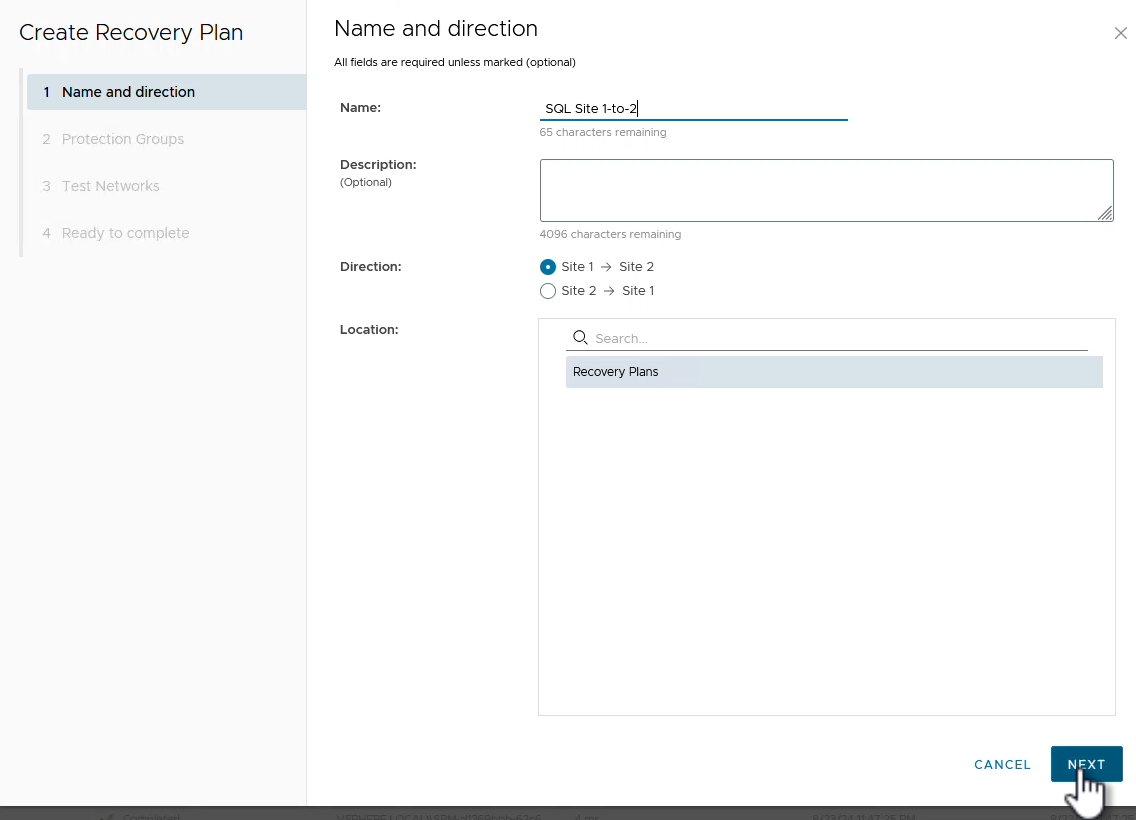 Create Recovery Plan
1 Name and direction
2 Protection Groups
3 Test Networks
4 Ready to complete
Name and direction
All fields are required unless marked (optional)
Name:
SQL Site 1-to-2
65 characters remaining
Description:
(Optional)
4096 characters remaining
Direction:
Site 1 → Site 2
Site 2 → Site 1
Location:
Search...
Recovery Plans
CANCEL
NEXT